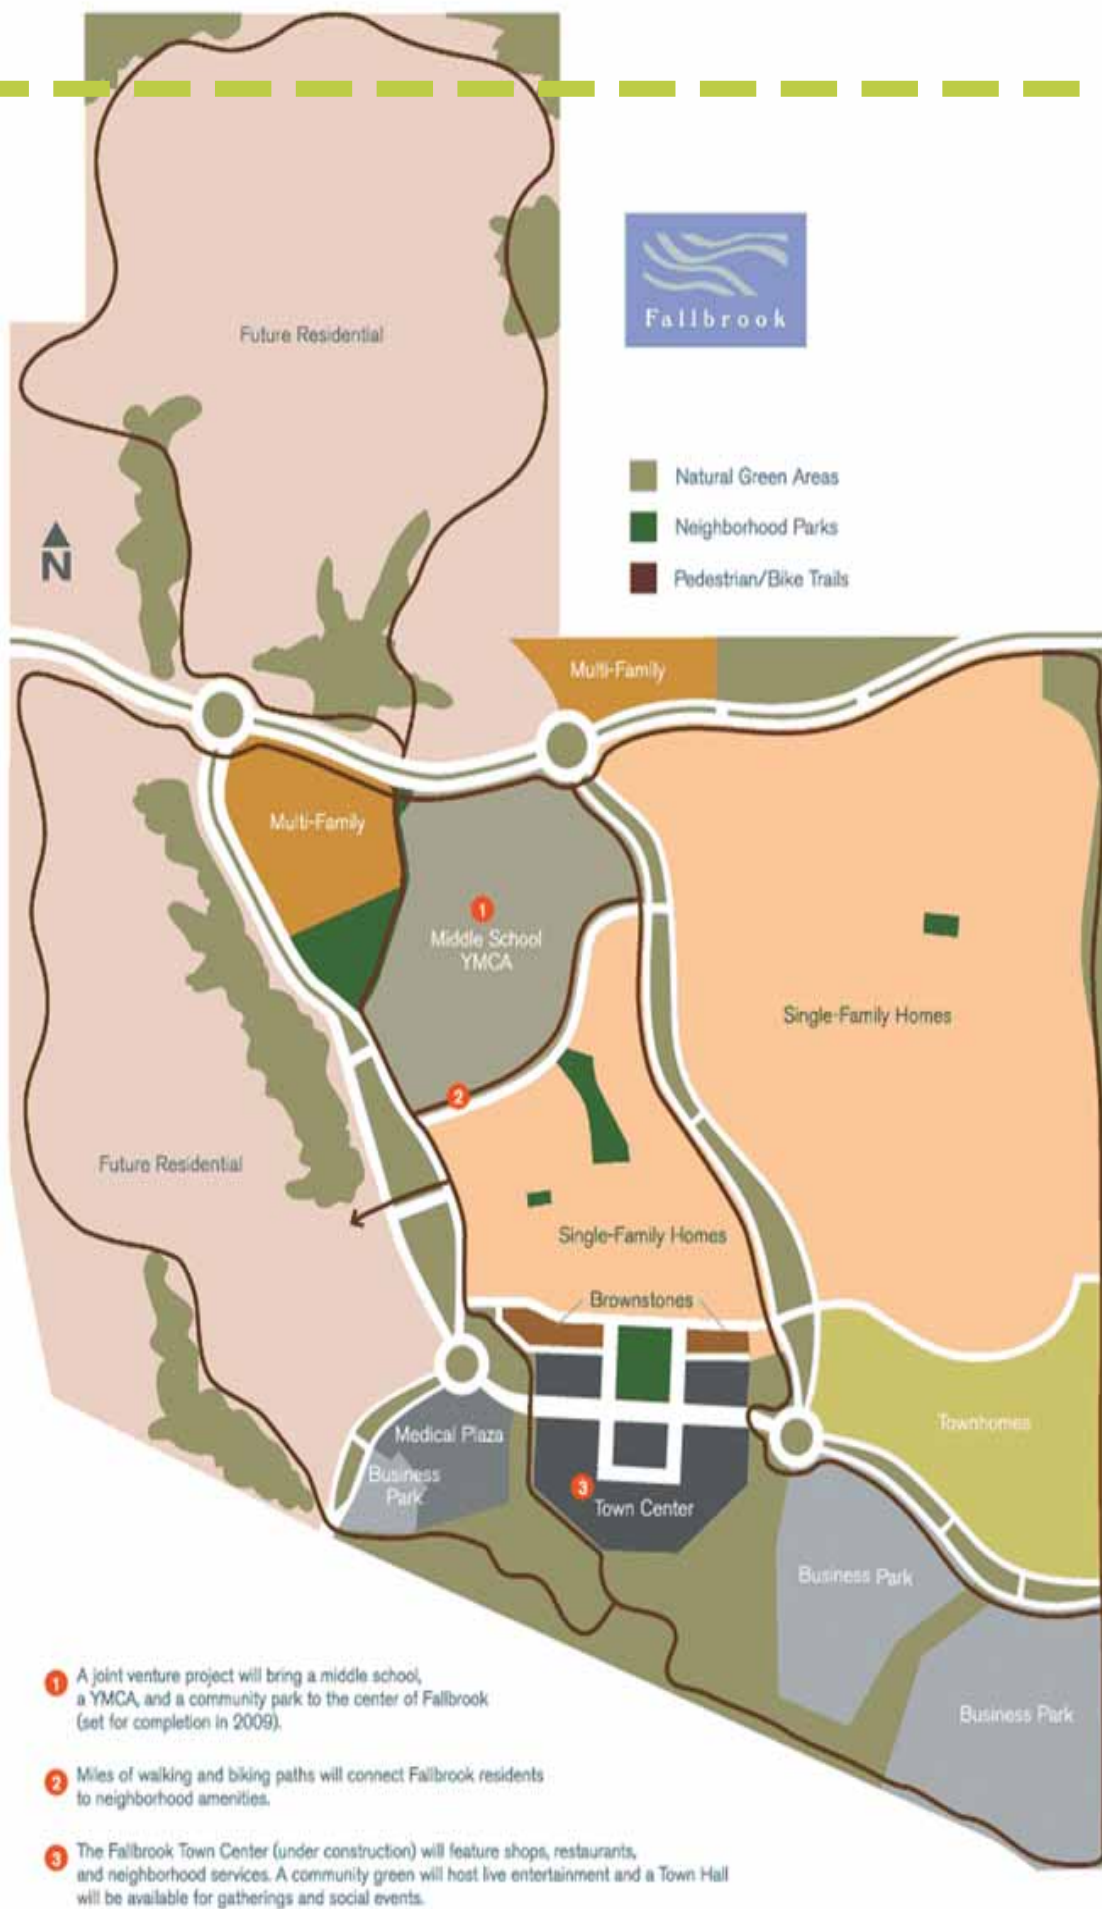 Fallbrook
Future Residential
Natural Green Areas
Neighborhood Parks
Pedestrian/Bike Trails
N
Multi-Family
Multi-Family
1
Middle School
YMCA
Single-Family Homes
2
Future Residential
Single-Family Homes
Brownstones
Medical Plaza
Townhomes
Business
Park
3
Town Center
Business Park
Business Park
1 A joint venture project will bring a middle school,
a YMCA, and a community park to the center of Fallbrook
(set for completion in 2009).
2 Miles of walking and biking paths will connect Fallbrook residents
to neighborhood amenities.
3 The Fallbrook Town Center (under construction) will feature shops, restaurants,
and neighborhood services. A community green will host live entertainment and a Town Hall
will be available for gatherings and social events.